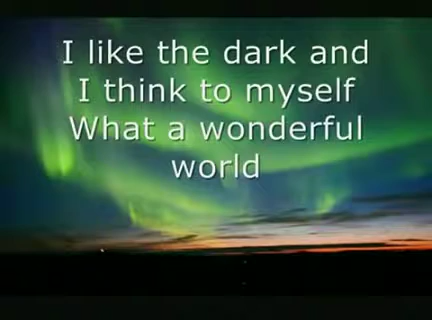 I like the dark and
I think to myself
What a wonderful
world